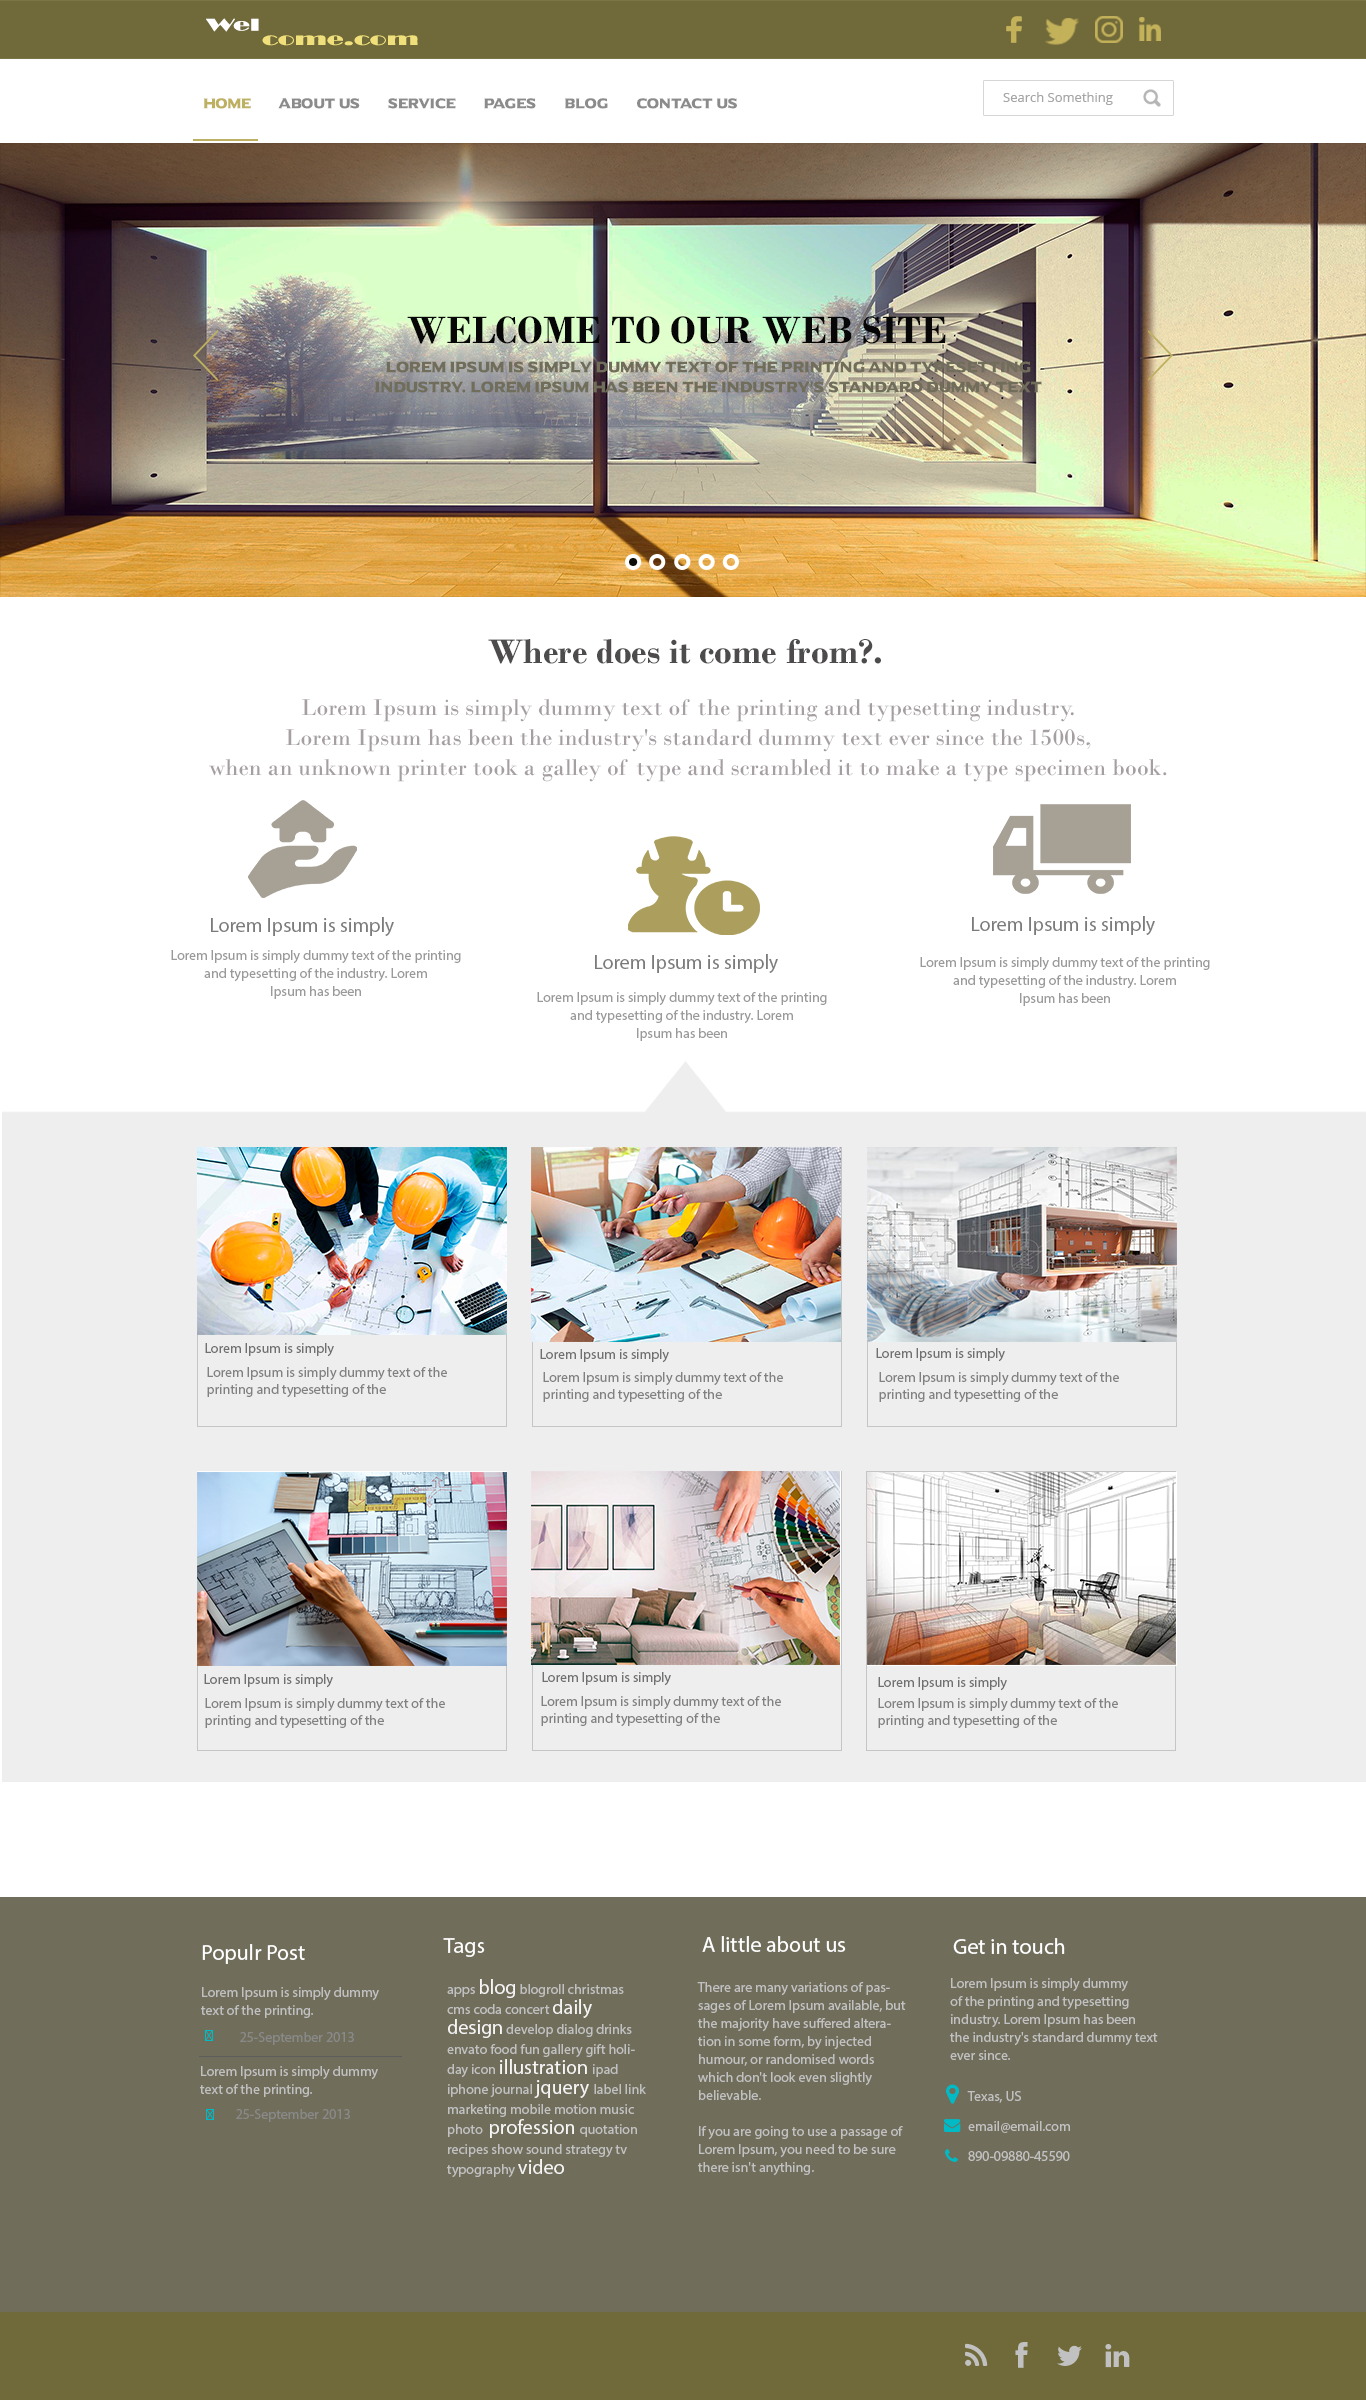 Wel
come.com
HOME ABOUT US SERVICE PAGES BLOG CONTACT US
Search Something
WELCOME TO OUR WEB SITE
LOREM IPSUM IS SIMPLY DUMMY TEXT OF THE PRINTING AND TYPESETTING
INDUSTRY. LOREM IPSUM HAS BEEN THE INDUSTRY'S STANDARD DUMMY TEXT
Where does it come from?.
Lorem Ipsum is simply dummy text of the printing and typesetting industry.
Lorem Ipsum has been the industry's standard dummy text ever since the 1500s,
when an unknown printer took a galley of type and scrambled it to make a type specimen book.
Lorem Ipsum is simply
Lorem Ipsum is simply dummy text of the printing
and typesetting of the industry. Lorem
Ipsum has been
Lorem Ipsum is simply
Lorem Ipsum is simply dummy text of the printing
and typesetting of the industry. Lorem
Ipsum has been
Lorem Ipsum is simply
Lorem Ipsum is simply dummy text of the printing
and typesetting of the industry. Lorem
Ipsum has been
Lorem Ipsum is simply
Lorem Ipsum is simply dummy text of the
printing and typesetting of the
Lorem Ipsum is simply
Lorem Ipsum is simply dummy text of the
printing and typesetting of the
Lorem Ipsum is simply
Lorem Ipsum is simply dummy text of the
printing and typesetting of the
Lorem Ipsum is simply
Lorem Ipsum is simply dummy text of the
printing and typesetting of the
Lorem Ipsum is simply
Lorem Ipsum is simply dummy text of the
printing and typesetting of the
Lorem Ipsum is simply
Lorem Ipsum is simply dummy text of the
printing and typesetting of the
Populr Post
Lorem Ipsum is simply dummy
text of the printing.
25-September 2013
Lorem Ipsum is simply dummy
text of the printing.
25-September 2013
Tags
apps blog blogroll christmas
cms coda concert daily
design develop dialog drinks
envato food fun gallery gift holi-
day icon illustration ipad
iphone journal jquery label link
marketing mobile motion music
photo profession quotation
recipes show sound strategy tv
typography video
A little about us
There are many variations of pas-
sages of Lorem Ipsum available, but
the majority have suffered altera-
tion in some form, by injected
humour, or randomised words
which don't look even slightly
believable.
If you are going to use a passage of
Lorem Ipsum, you need to be sure
there isn't anything.
Get in touch
Lorem Ipsum is simply dummy
of the printing and typesetting
industry. Lorem Ipsum has been
the industry's standard dummy text
ever since.
Texas, US
email@email.com
890-09880-45590